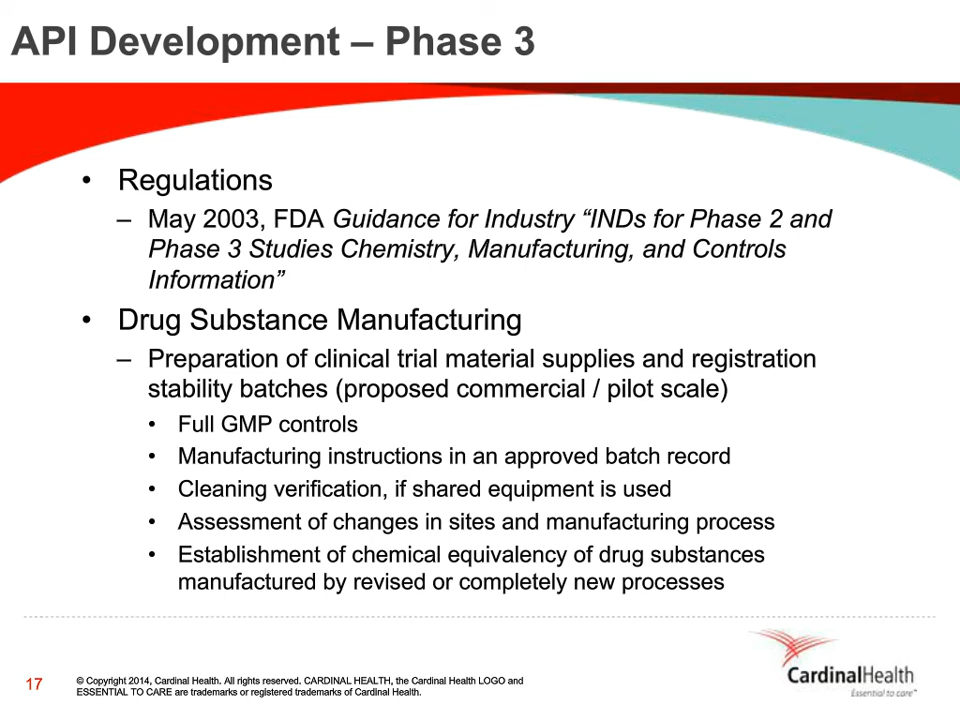 API Development – Phase 3
• Regulations
– May 2003, FDA Guidance for Industry “INDs for Phase 2 and
Phase 3 Studies Chemistry, Manufacturing, and Controls
Information”
• Drug Substance Manufacturing
– Preparation of clinical trial material supplies and registration
stability batches (proposed commercial / pilot scale)
• Full GMP controls
• Manufacturing instructions in an approved batch record
• Cleaning verification, if shared equipment is used
• Assessment of changes in sites and manufacturing process
• Establishment of chemical equivalency of drug substances
manufactured by revised or completely new processes
17
© Copyright 2014, Cardinal Health. All rights reserved. CARDINAL HEALTH, the Cardinal Health LOGO and
ESSENTIAL TO CARE are trademarks or registered trademarks of Cardinal Health.
CardinalHealth
Essential to care™